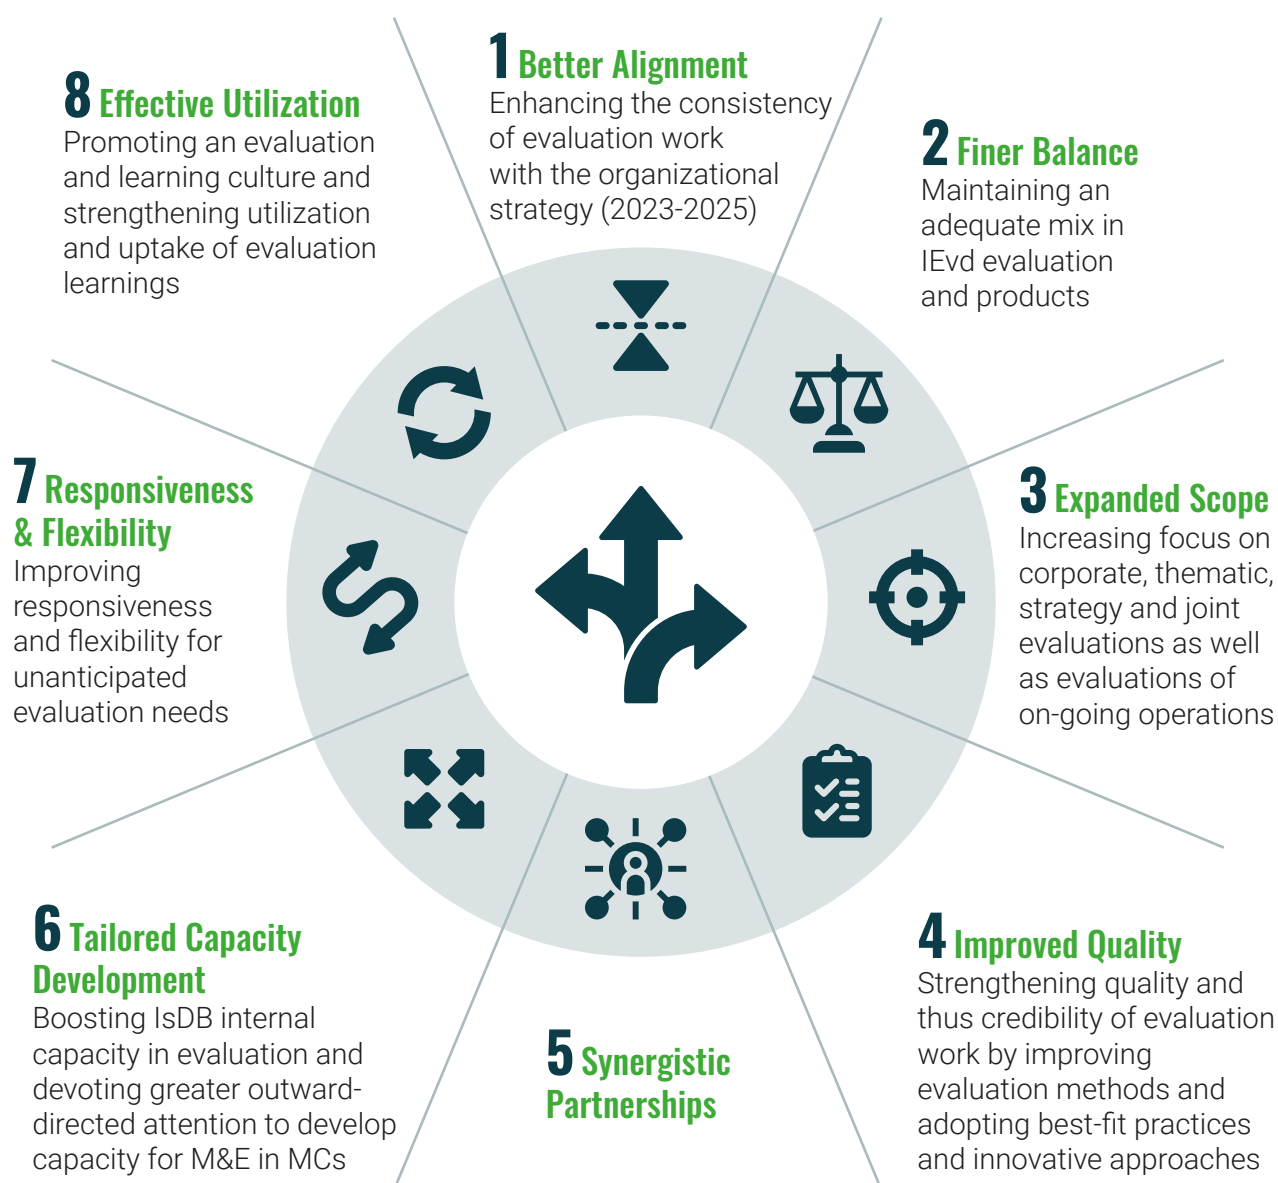 1 Better Alignment
Enhancing the consistency
of evaluation work
with the organizational
strategy (2023-2025)
2 Finer Balance
Maintaining an
adequate mix in
IEvd evaluation
and products
3 Expanded Scope
Increasing focus on
corporate, thematic,
strategy and joint
evaluations as well
as evaluations of
on-going operations
4 Improved Quality
Strengthening quality and
thus credibility of evaluation
work by improving
evaluation methods and
adopting best-fit practices
and innovative approaches
5 Synergistic
Partnerships
6 Tailored Capacity
Development
Boosting IsDB internal
capacity in evaluation and
devoting greater outward-
directed attention to develop
capacity for M&E in MCs
7 Responsiveness
& Flexibility
Improving
responsiveness
and flexibility for
unanticipated
evaluation needs
8 Effective Utilization
Promoting an evaluation
and learning culture and
strengthening utilization
and uptake of evaluation
learnings